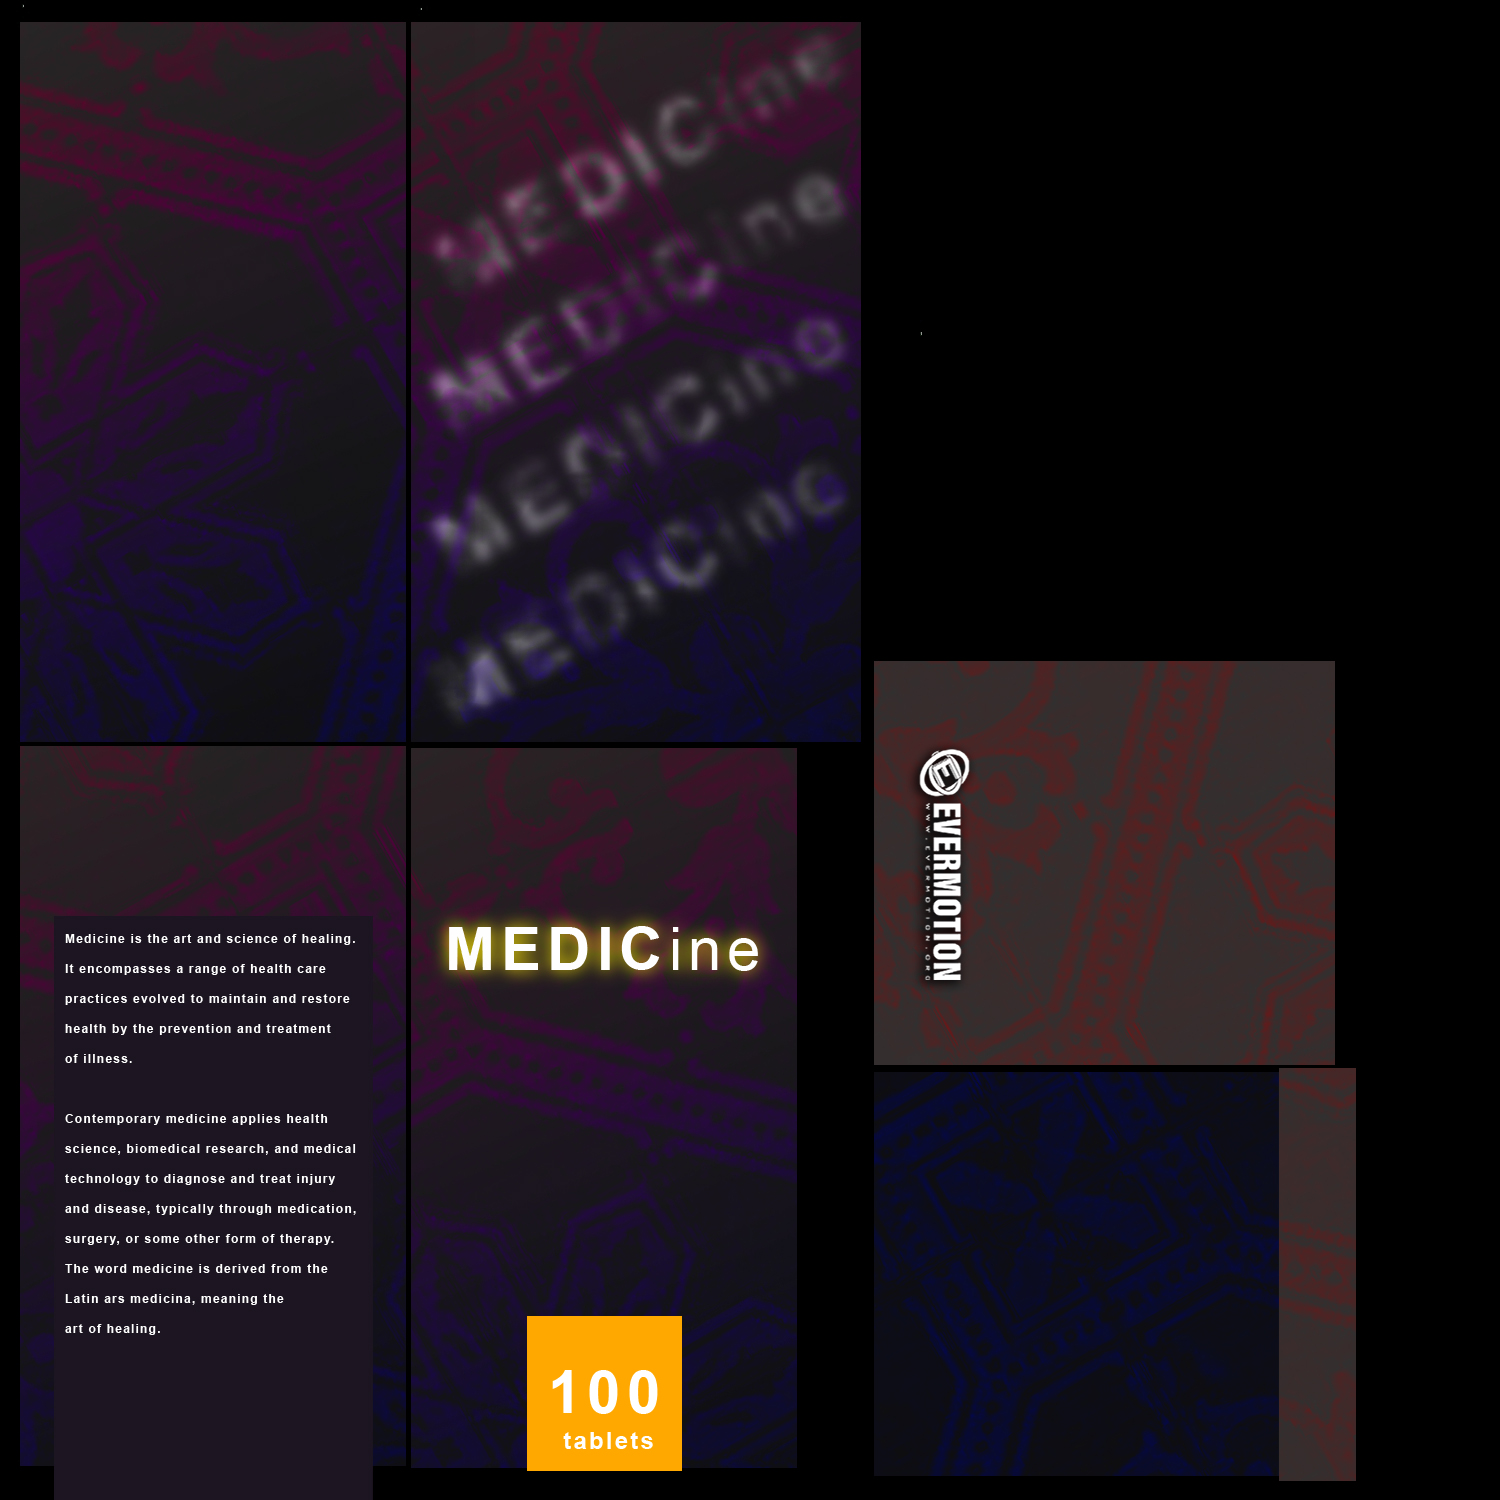 MEDICine
MEDICine
MEDICine
MEDICine
Medicine is the art and science of healing.
It encompasses a range of health care
practices evolved to maintain and restore
health by the prevention and treatment
of illness.
Contemporary medicine applies health
science, biomedical research, and medical
technology to diagnose and treat injury
and disease, typically through medication,
surgery, or some other form of therapy.
The word medicine is derived from the
Latin ars medicina, meaning the
art of healing.
MEDICine
100
tablets
E
EVERMOTION
WWW.EVERMOTION.ORG